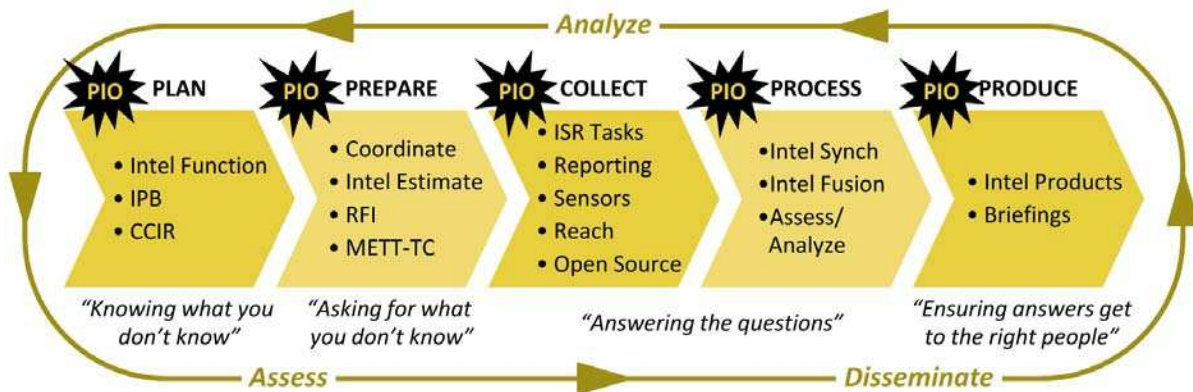 Analyze
PIO PLAN
• Intel Function
• IPB
• CCIR
"Knowing what you
don't know"
PIO PREPARE
• Coordinate
• Intel Estimate
• RFI
• METT-TC
"Asking for what
you don't know"
PIO COLLECT
• ISR Tasks
• Reporting
• Sensors
• Reach
• Open Source
PIO PROCESS
•Intel Synch
•Intel Fusion
•Assess/
Analyze
"Answering the questions"
PIO PRODUCE
• Intel Products
• Briefings
"Ensuring answers get
to the right people"
Assess
Disseminate